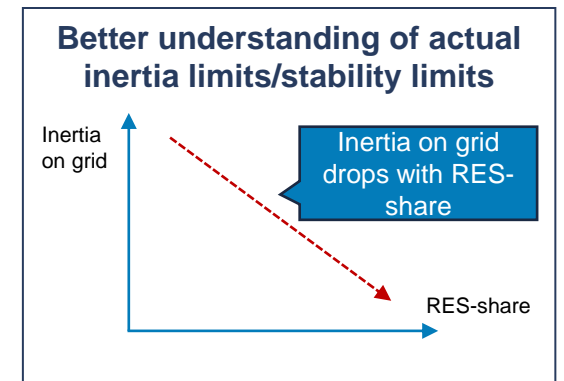 Better understanding of actual
inertia limits/stability limits
Inertia
on grid
Inertia on grid
drops with RES-
share
RES-share